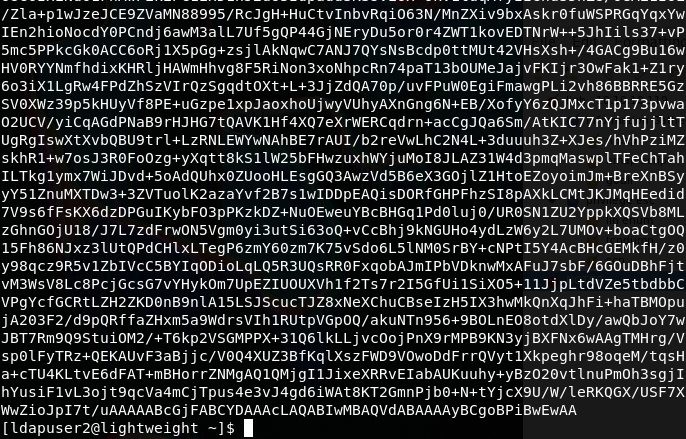 /Zla+p1wJzeJCE9ZVaMN88995/RcJgH+HuCtvInbvRqiO63N/MnZXiv9bxAskr0fuWSPRGqYqxYw
IEn2hioNocdY0PCndj6awM3alL7Uf5gQP44GjNEryDu5or0r4ZWT1kovEDTNrW++5JhIils37+vP
5mc5PPkcGk0ACC6oRj1X5pGg+zsjlAkNqwC7ANJ7QYsNsBcdp0ttMUt42VHsXsh+/4GACg9Bu16w
HV0RYYNmfhdixKHRljHAWmHhvg8F5RiNon3xoNhpcRn74paT13bOUMeJajvFKIjr3OwFak1+Z1ry
6o3iX1LgRw4FPdZhSzVIrQzSgqdtOXt+L+3JjZdQA70p/uvFPuW0EgiFmawgPLi2vh86BBBfRE5Gz
SV0XWz39p5kHUyVf8PE+uGzpe1xpJaoxhoUjwyVUhyAXnGng6N+EB/XofyY6zQJMxcT1p173pvwa
O2UCV/yiCqAGdPNaB9rHJHG7tQAVK1Hf4XQ7eXrWERCqdrn+acCgJQa6Sm/AtKIC77nYjfujjltT
UgRgIswXtXvbQBU9trl+LzRNLEWYwNAhBE7rAUI/b2reVwLhC2N4L+3duuuh3Z+XJes/hVhPziMZ
skhR1+w7osJ3R0FoOzg+yXqtt8kS1lW25bFHwzuxhWYjuMoI8JLAZ31W4d3pmqMaswplTFeChTah
ILTkg1ymx7WiJDvd+5oAdQUhx0ZUooHLEsgGQ3AwzVd5B6eX3GOjlZ1HtoEZoyoimJm+BreXnBSy
yY51ZnuMXTDw3+3ZVTuolK2azaYvf2B7s1wIDDpEAQisDORfGHPFhzSI8pAXkLCMtJKJMqHEedid
7V9s6fFsKX6dzDPGuIKybFO3pPKzkDZ+NuOEweuYBcBHGq1Pd0luj0/UR0SN1ZU2YppkXQSWb8ML
zGhnGOjU18/J7L7zdFrwON5Vgm0yi3utSi63oQ+vCcBhj9kNGUHo4ydLzW6y2L7UMOv+boaCtgOQ
15Fh86NJxz3lUtQPdCHlxLTegP6zmY60zm7K75vSdo6L5lNM0SrBY+cNPtI5Y4AcBHcGEMkfH/z0
y98qcz9R5v1ZbIVcC5BYIqODioLqLQ5R3UQsRR0FxqobAJmIPbVDknwMxAFuJ7sbF/6GOuDBhFjt
vM3WsV8Lc8PcjGcsG7vYHykOm7UpEZIUOUXVh1f2Ts7r2I5GfUi1SiXO5+11JjpLtdVZe5tbdbbC
VPgYcfGCRtLZH2ZKD0nB9nlA15LSJScucTJZ8xNeXChuCBseIzH5IX3hwMkQnXqJhFi+haTBMOpu
jA203F2/d9pQRffaZHxm5a9WdrsVIh1RUtpVGpOQ/akuNTn956+9BOLnEO8otdXlDy/awQbJoY7w
JBT7Rm9Q9StuiOM2/+T6kp2VSGMPPX+31Q6lkLLjvcOojPnX9rMPB9KN3yjBXFNx6wAAgTMHrg/V
sp0lFyTRz+QEKAUvF3aBjjc/V0Q4XUZ3BfKqlXszFWD9VOwoDdFrrQVyt1Xkpeghr98oqeM/tqsH
a+cTU4KLtvE6dFAT+mBHorrZNMgAQ1QMJgI1JixeXRRvEIabAUKuuhy+yBzO20vtlnuPmOh3sgjI
hYusiF1vL3ojt9qcVa4mCjTpus4e3vJ4gd6iWAt8KT2GmnPjb0+N+tYjcX9U/W/leRKQGX/USF7X
WwZioJpI7t/uAAAAABcGjFABCYDAAAcLAQABIwMBAQVdABAAAAyBCgoBPiBwEwAA
[ldapuser2@lightweight ~]$